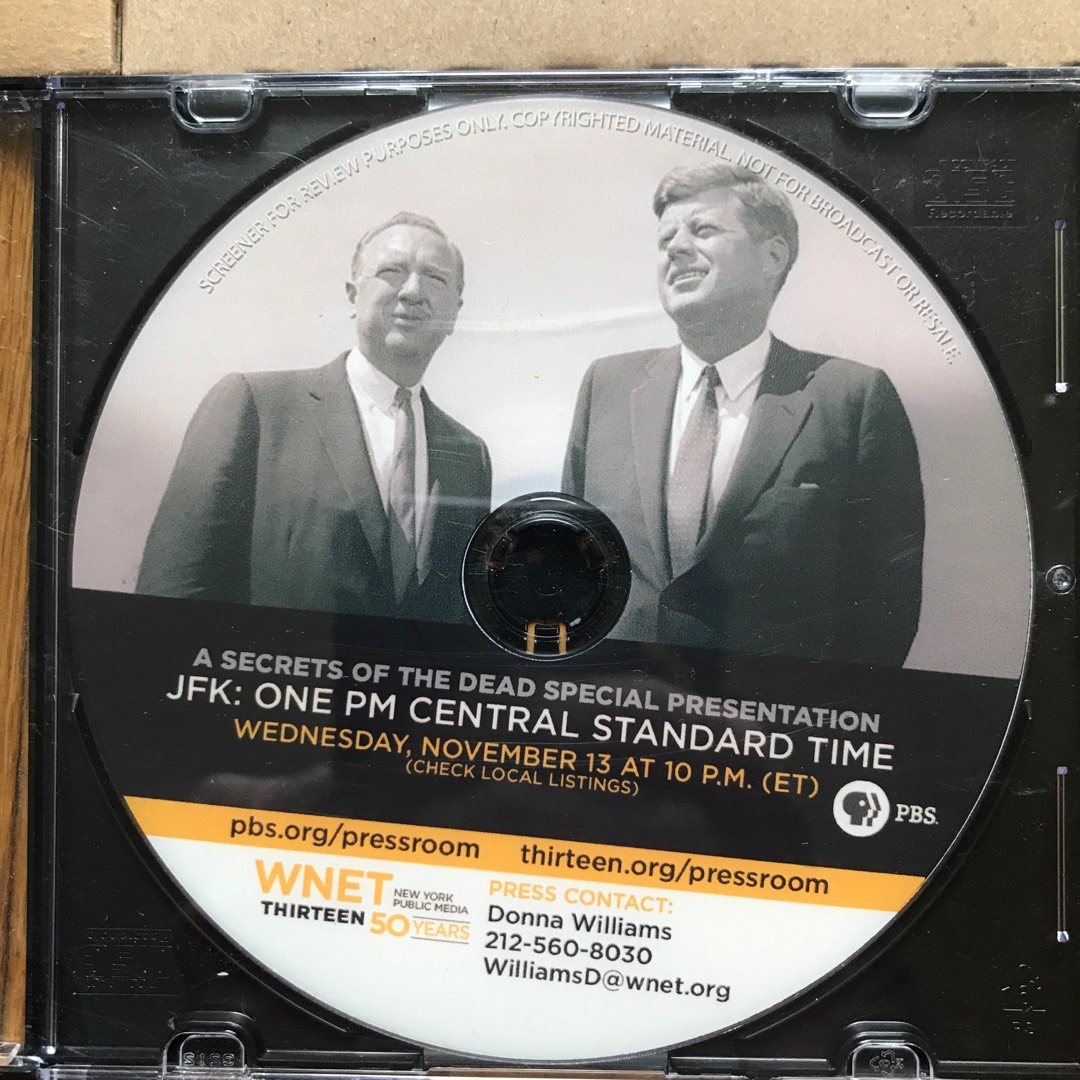 SCREENER FOR REVIEW PURPOSES ONLY. COPYRIGHTED MATERIAL. NOT FOR BROADCAST OR RESALE.
Recordable
A SECRETS OF THE DEAD SPECIAL PRESENTATION
JFK: ONE PM CENTRAL STANDARD TIME
WEDNESDAY, NOVEMBER 13 AT 10 P.M. (ET)
(CHECK LOCAL LISTINGS)
PBS.
pbs.org/pressroom thirteen.org/pressroom
WNET
NEW YORK
PUBLIC MEDIA
THIRTEEN 50 YEARS
PRESS CONTACT:
Donna Williams
212-560-8030
WilliamsD@wnet.org